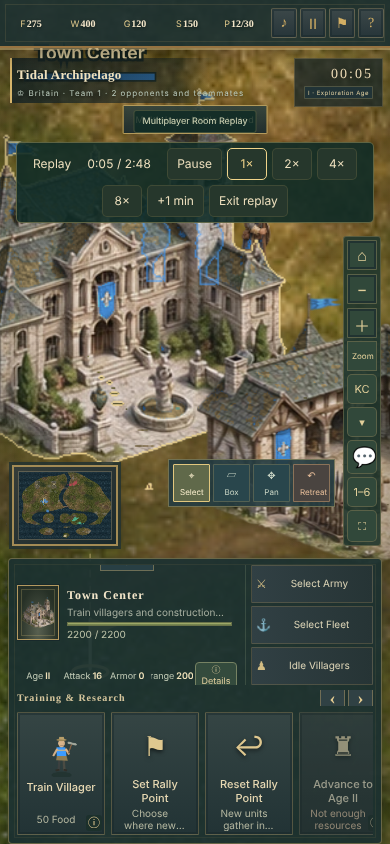 F275 W400 G120 S150 P12/30 ?
Town Center
Tidal Archipelago
Britain · Team 1 · 2 opponents and teammates
00:05
I · Exploration Age
Multiplayer Room Replay
Replay 0:05 / 2:48 Pause 1× 2× 4×
8× +1 min Exit replay
Zoom
KC
1–6
Select Box Pan Retreat
Town Center
Train villagers and construction...
2200 / 2200
Age II Attack 16 Armor 0 range 200
Details
Select Army
Select Fleet
Idle Villagers
Training & Research
Train Villager
50 Food
Set Rally Point
Choose where new...
Reset Rally Point
New units gather in...
Advance to Age II
Not enough resources